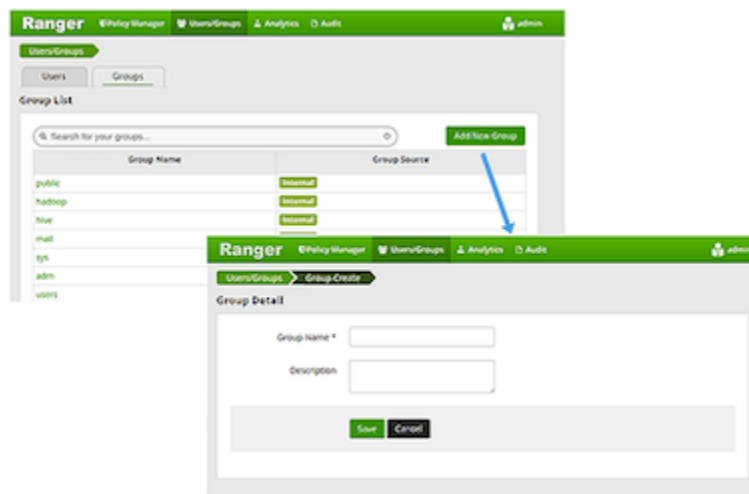 Ranger Policy Manager Users/Groups Analytics Audit admin
Users/Groups
Users Groups
Group List
Search for your groups... Add New Group
Group Name Group Source
public Internal
hadoop Internal
hive Internal
mail
sys
adm
users
Ranger Policy Manager Users/Groups Analytics Audit admin
Users/Groups Group Create
Group Detail
Group Name *
Description
Save Cancel